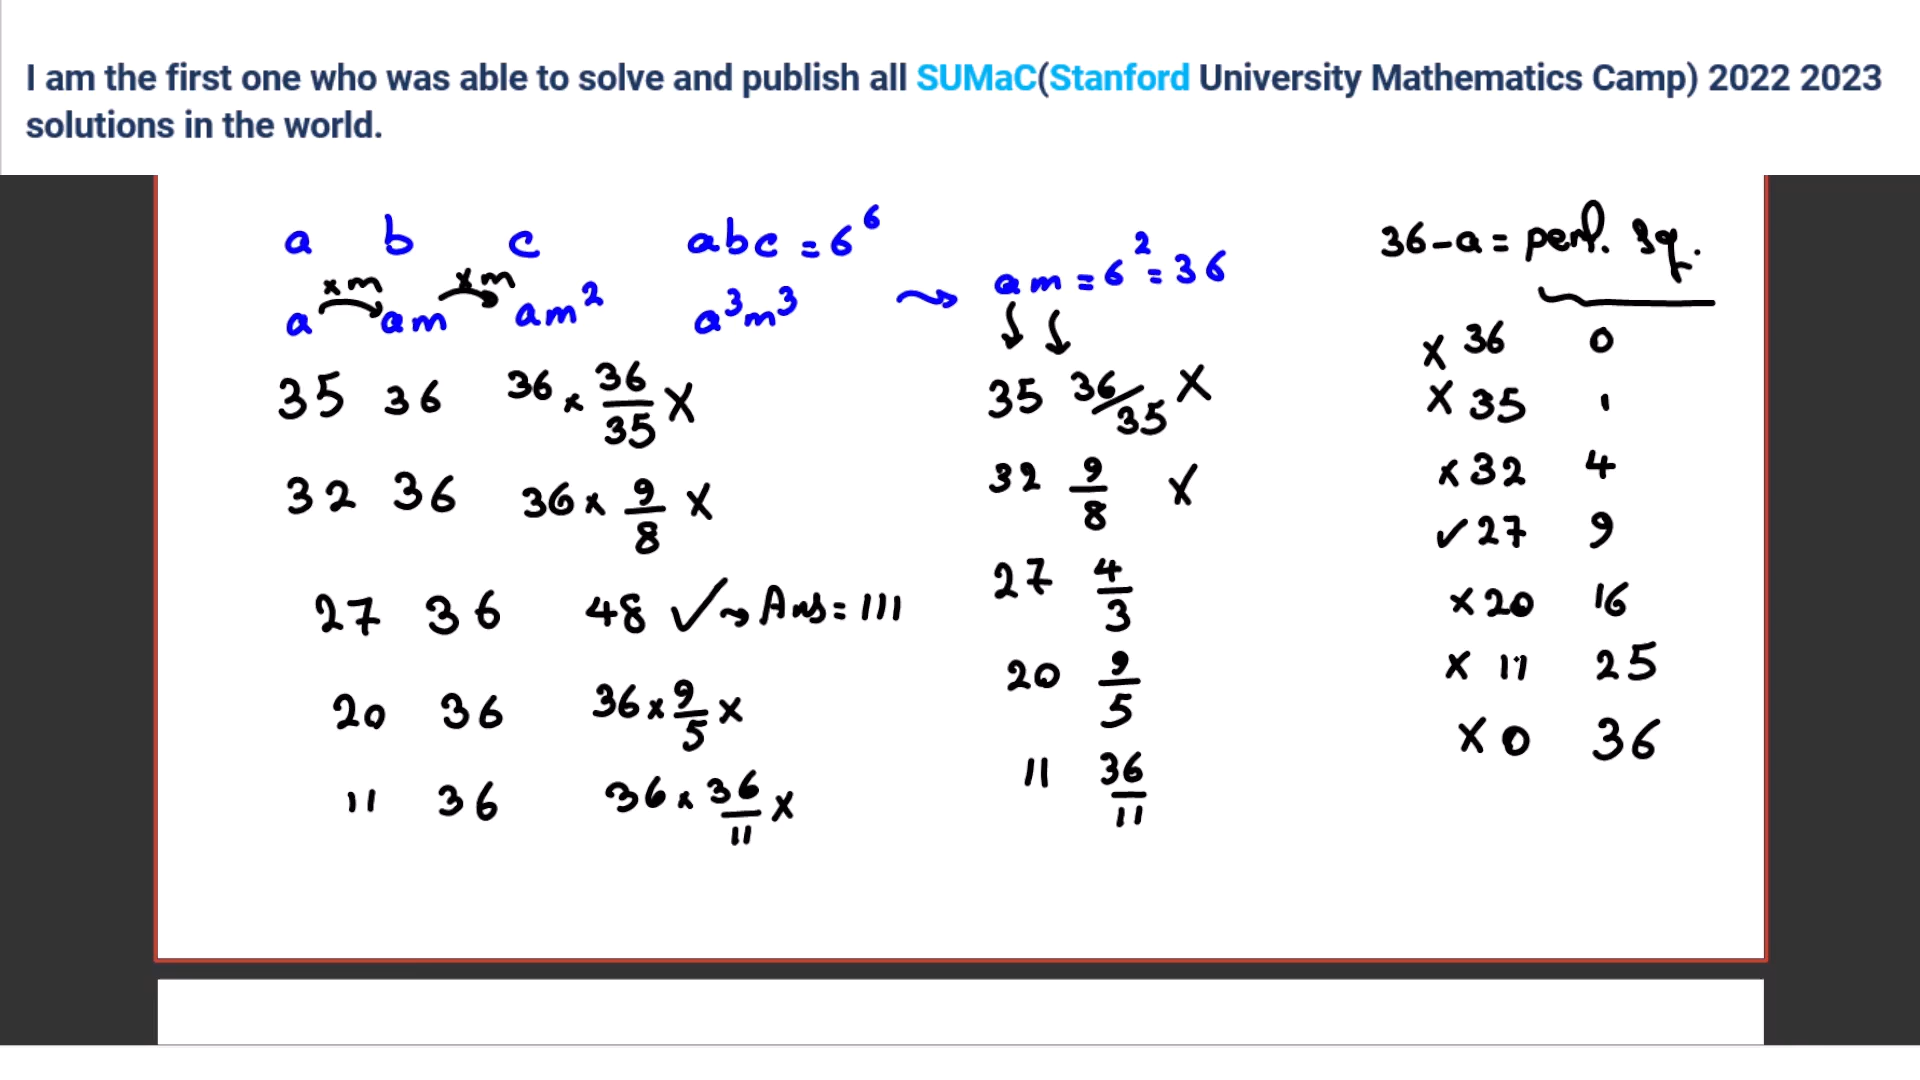 I am the first one who was able to solve and publish all SUMaC(Stanford University Mathematics Camp) 2022 2023
solutions in the world.
a b c abc = 6^6 36-a = perf. sq.
xm xm
a am am^2 a^3m^3 am = 6^2 = 36
x 36 0
35 36 36 x 36/35 x 35 36/35 x x 35 1
32 36 36 x 9/8 x 32 9/8 x x 32 4
✓ 27 9
27 36 48 ✓ → Ans = 111 27 4/3 x 20 16
20 36 36 x 9/5 x 20 9/5 x 11 25
11 36 36 x 36/11 x 11 36/11 x 0 36